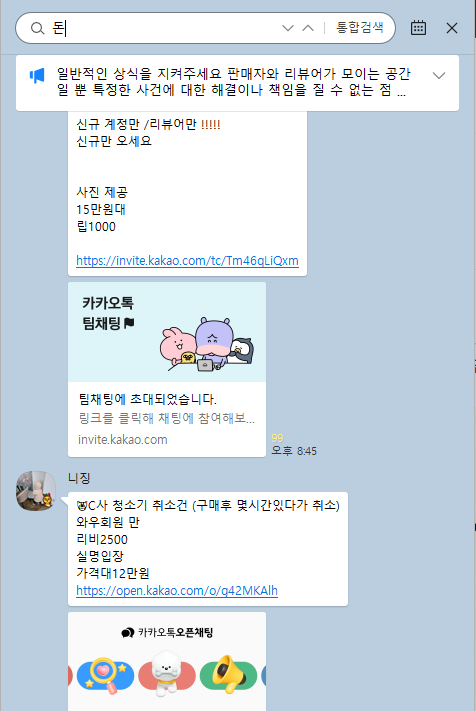 돈
통합검색
일반적인 상식을 지켜주세요 판매자와 리뷰어가 모이는 공간
일 뿐 특정한 사건에 대한 해결이나 책임을 질 수 없는 점 ...
신규 계정만 /리뷰어만 !!!!!
신규만 오세요
사진 제공
15만원대
립1000
https://invite.kakao.com/tc/Tm46qLiQxm
카카오톡
팀채팅
팀채팅에 초대되었습니다.
링크를 클릭해 채팅에 참여해보...
invite.kakao.com
99
오후 8:45
니징
C사 청소기 취소건 (구매후 몇시간있다가 취소)
와우회원 만
리비2500
실명입장
가격대12만원
https://open.kakao.com/o/g42MKAlh
카카오톡오픈채팅